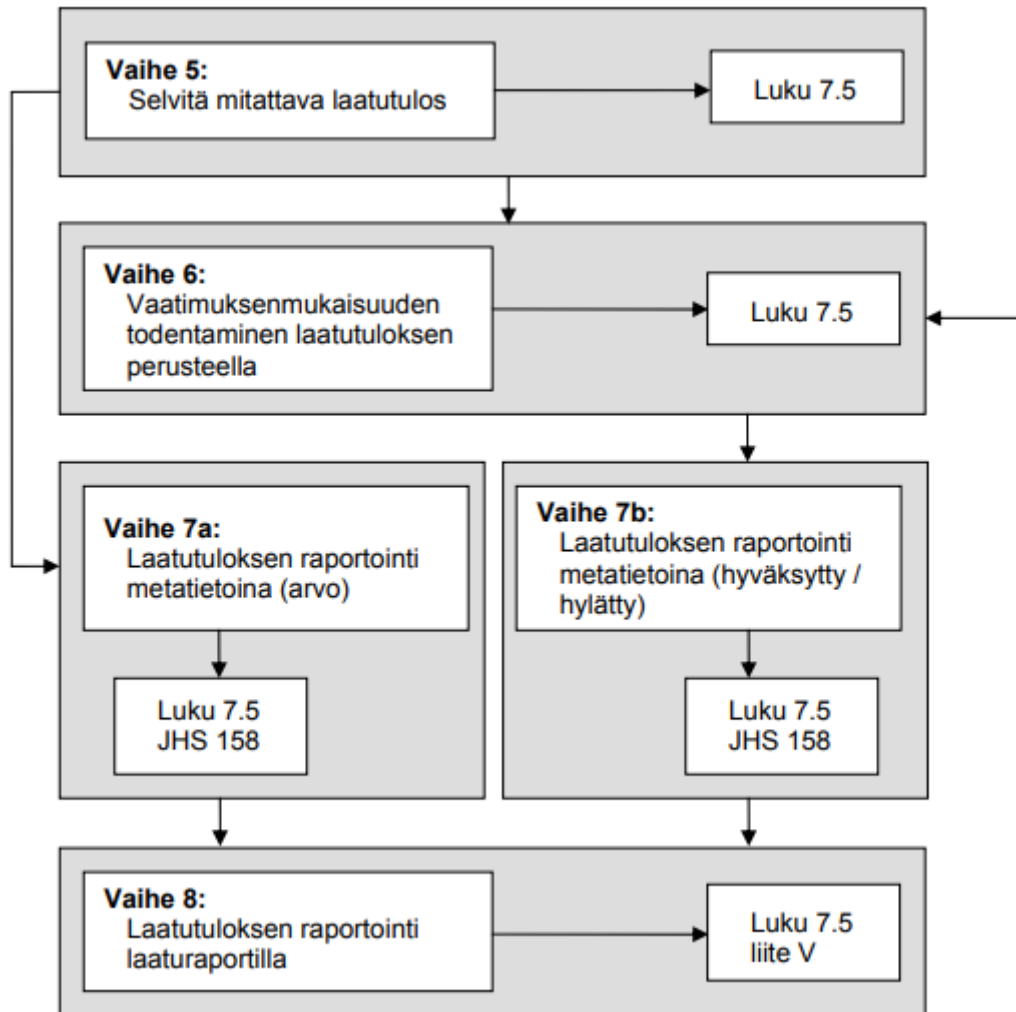 Vaihe 5:
Selvitä mitattava laatutulos
Luku 7.5
Vaihe 6:
Vaatimuksenmukaisuuden
todentaminen laatutuloksen
perusteella
Luku 7.5
Vaihe 7a:
Laatutuloksen raportointi
metatietoina (arvo)
Luku 7.5
JHS 158
Vaihe 7b:
Laatutuloksen raportointi
metatietoina (hyväksytty /
hylätty)
Luku 7.5
JHS 158
Vaihe 8:
Laatutuloksen raportointi
laaturaportilla
Luku 7.5
liite V